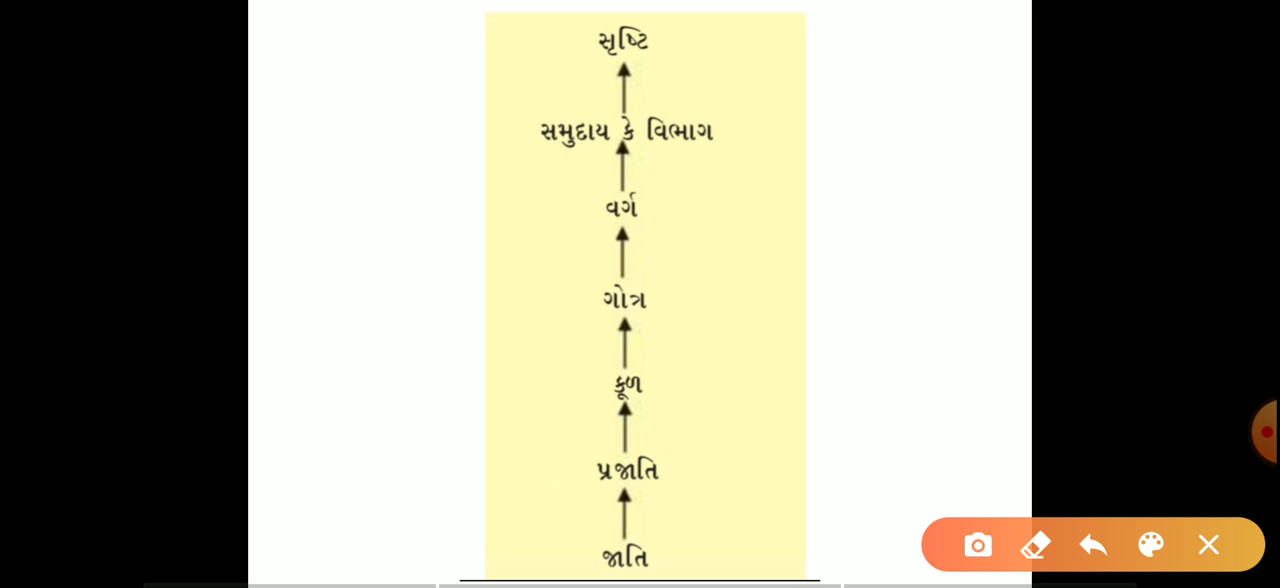 સૃષ્ટિ
સમુદાય કે વિભાગ
વર્ગ
ગોત્ર
કૂળ
પ્રજાતિ
જાતિ